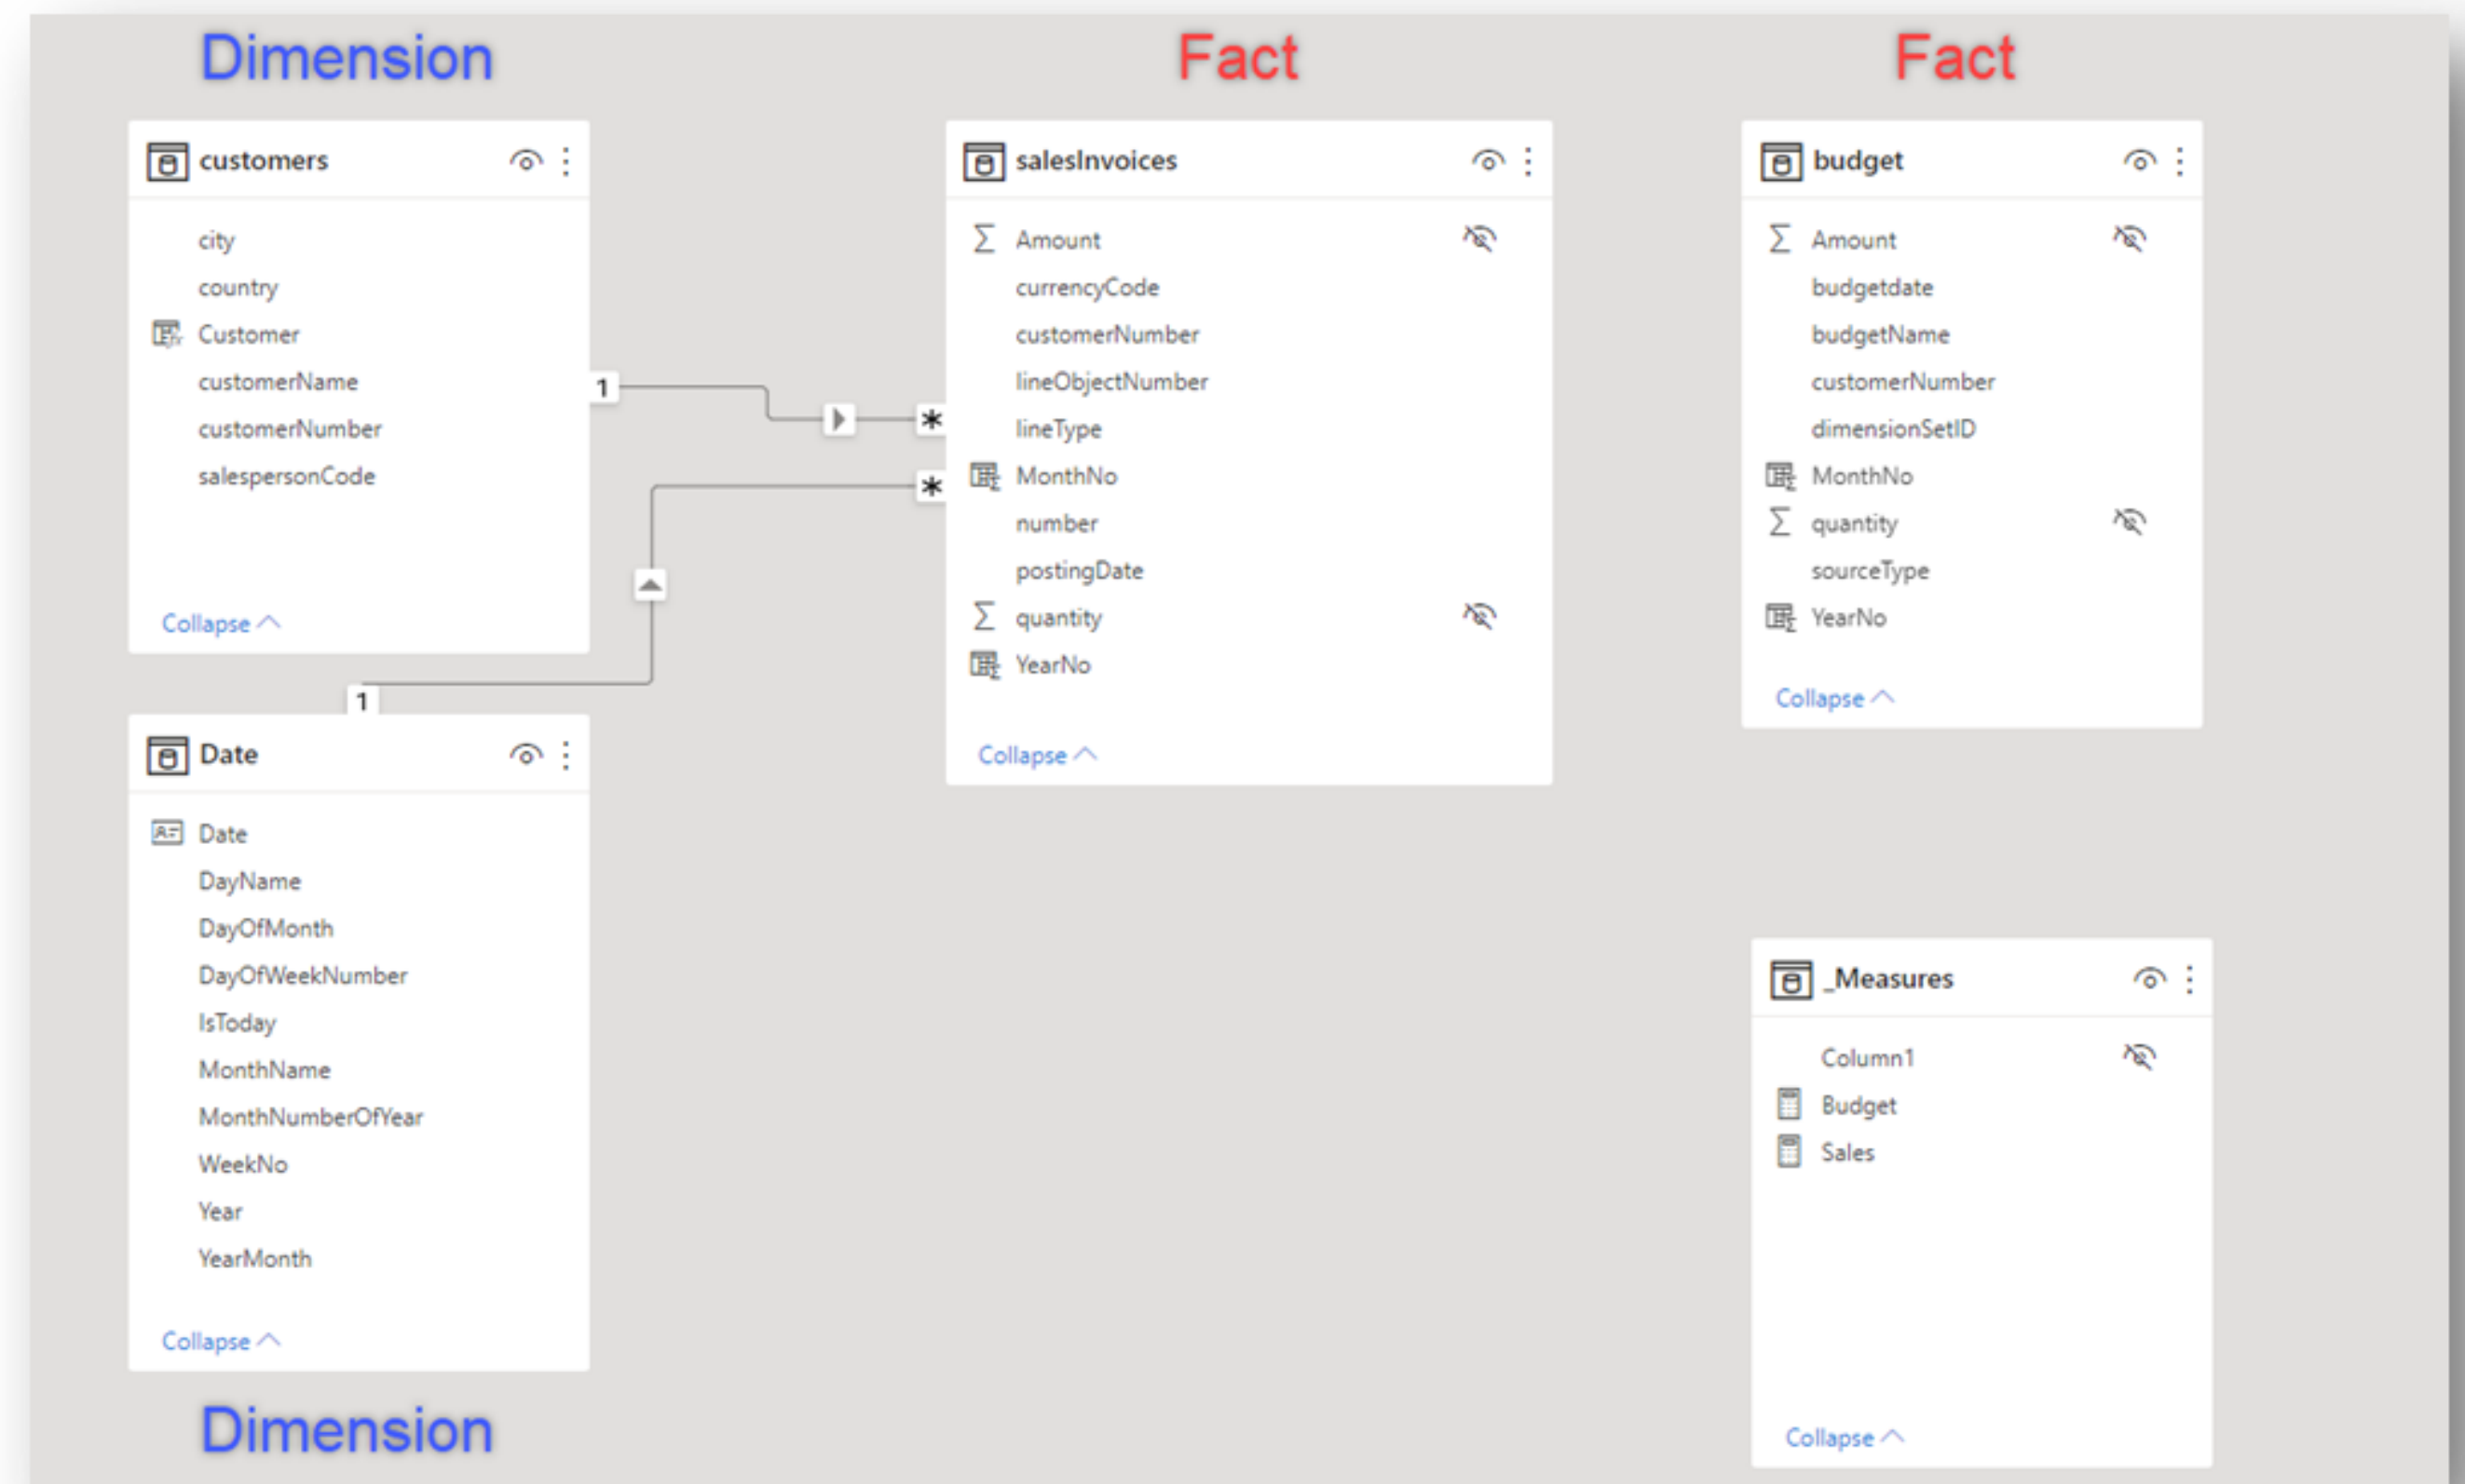 Dimension
Fact
Fact
customers
city
country
Customer
customerName
customerNumber
salespersonCode
Collapse
1
*
*
1
salesInvoices
Amount
currencyCode
customerNumber
lineObjectNumber
lineType
MonthNo
number
postingDate
quantity
YearNo
Collapse
budget
Amount
budgetdate
budgetName
customerNumber
dimensionSetID
MonthNo
quantity
sourceType
YearNo
Collapse
Date
Date
DayName
DayOfMonth
DayOfWeekNumber
IsToday
MonthName
MonthNumberOfYear
WeekNo
Year
YearMonth
Collapse
_Measures
Column1
Budget
Sales
Collapse
Dimension